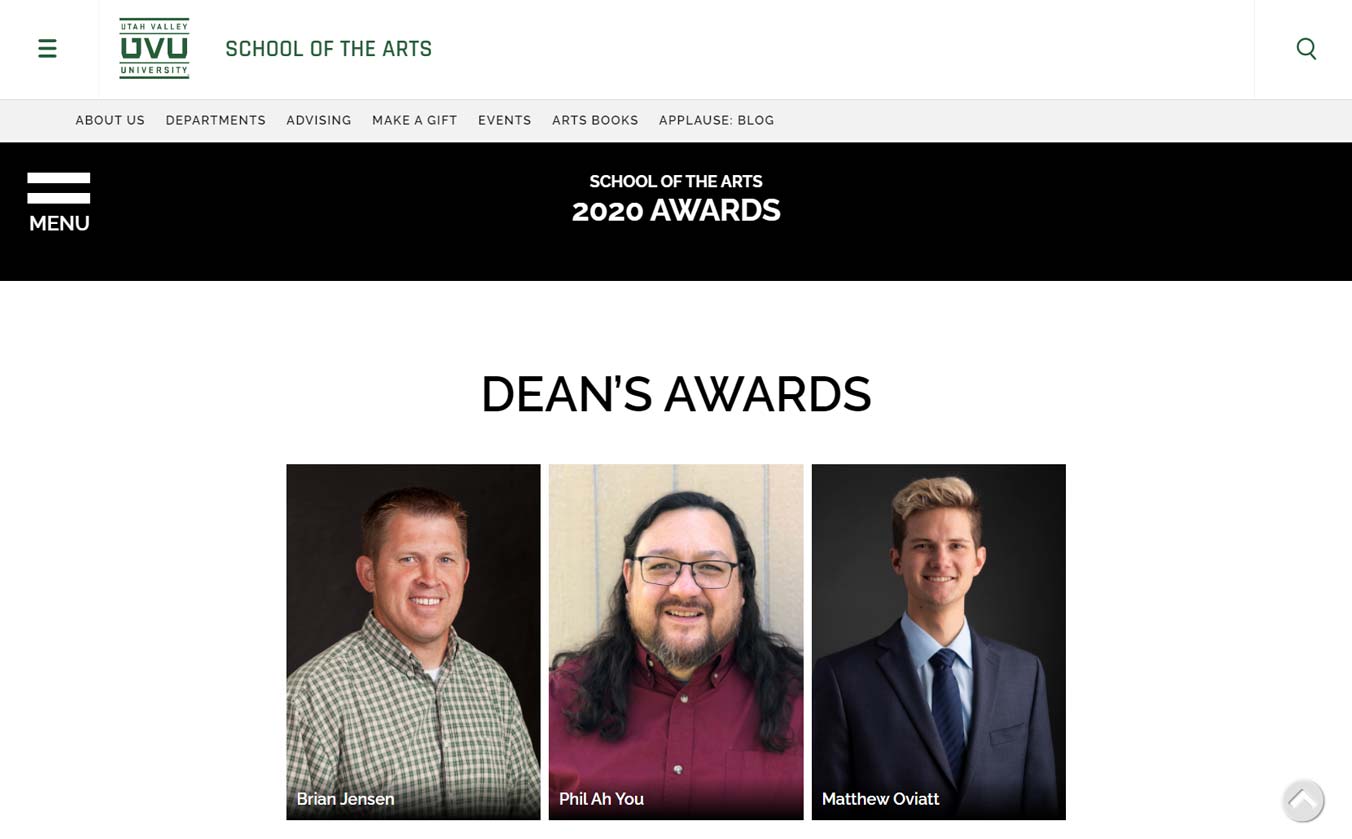 UTAH VALLEY
UVU
UNIVERSITY
SCHOOL OF THE ARTS
ABOUT US DEPARTMENTS ADVISING MAKE A GIFT EVENTS ARTS BOOKS APPLAUSE: BLOG
MENU
SCHOOL OF THE ARTS
2020 AWARDS
DEAN’S AWARDS
Brian Jensen
Phil Ah You
Matthew Oviatt